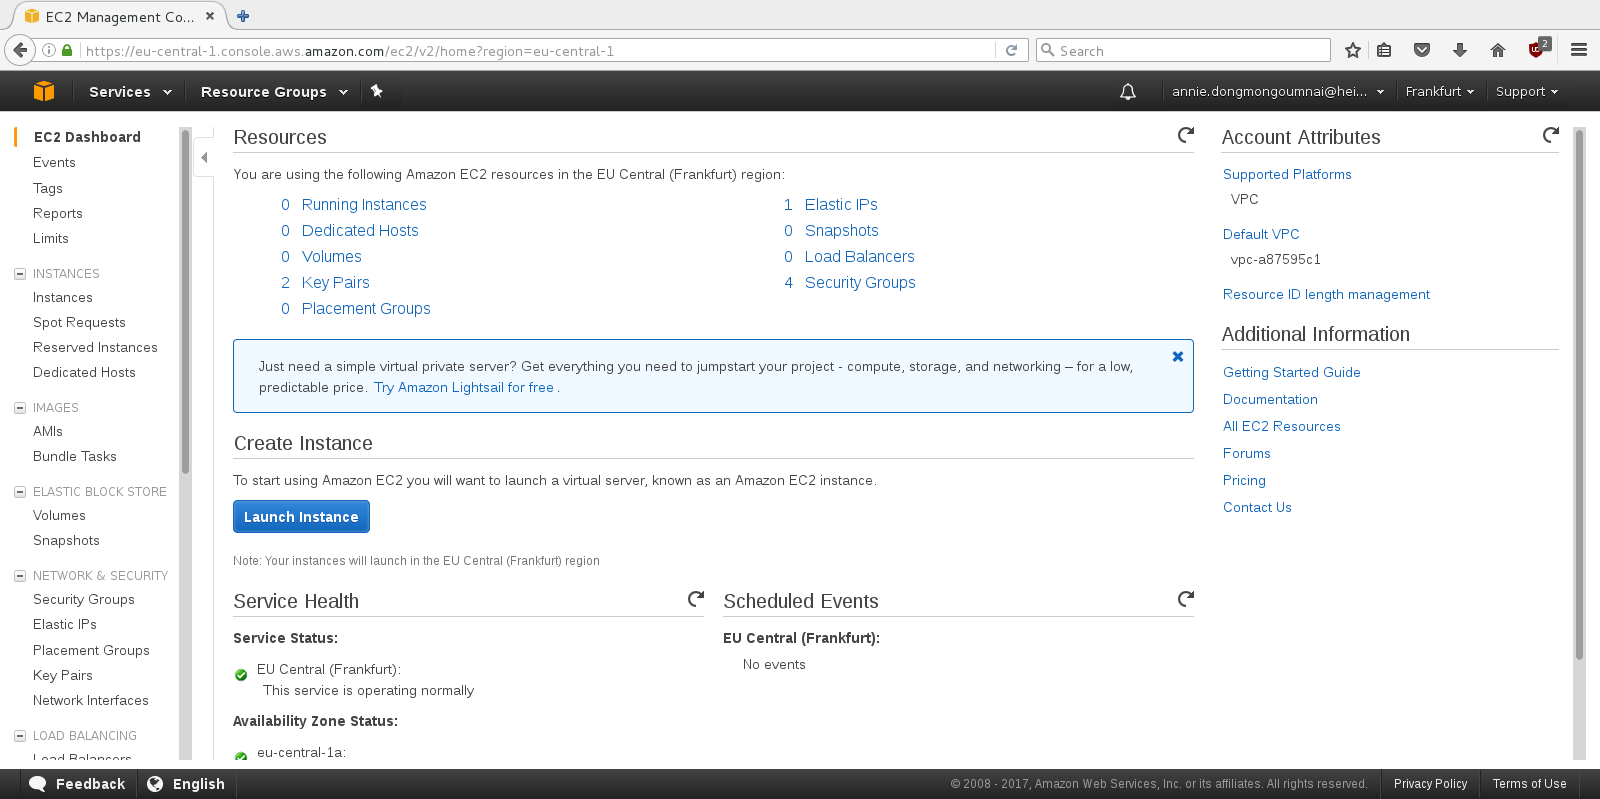 EC2 Management Co...
https://eu-central-1.console.aws.amazon.com/ec2/v2/home?region=eu-central-1
Search
2
Services
Resource Groups
annie.dongmongoumnai@hei...
Frankfurt
Support
EC2 Dashboard
Events
Tags
Reports
Limits
INSTANCES
Instances
Spot Requests
Reserved Instances
Dedicated Hosts
IMAGES
AMIs
Bundle Tasks
ELASTIC BLOCK STORE
Volumes
Snapshots
NETWORK & SECURITY
Security Groups
Elastic IPs
Placement Groups
Key Pairs
Network Interfaces
LOAD BALANCING
Load Balancers
Resources
You are using the following Amazon EC2 resources in the EU Central (Frankfurt) region:
0 Running Instances
0 Dedicated Hosts
0 Volumes
2 Key Pairs
0 Placement Groups
1 Elastic IPs
0 Snapshots
0 Load Balancers
4 Security Groups
Just need a simple virtual private server? Get everything you need to jumpstart your project - compute, storage, and networking – for a low,
predictable price. Try Amazon Lightsail for free.
Create Instance
To start using Amazon EC2 you will want to launch a virtual server, known as an Amazon EC2 instance.
Launch Instance
Note: Your instances will launch in the EU Central (Frankfurt) region
Service Health
Service Status:
EU Central (Frankfurt):
This service is operating normally
Availability Zone Status:
eu-central-1a:
Scheduled Events
EU Central (Frankfurt):
No events
Account Attributes
Supported Platforms
VPC
Default VPC
vpc-a87595c1
Resource ID length management
Additional Information
Getting Started Guide
Documentation
All EC2 Resources
Forums
Pricing
Contact Us
Feedback
English
© 2008 - 2017, Amazon Web Services, Inc. or its affiliates. All rights reserved.
Privacy Policy
Terms of Use